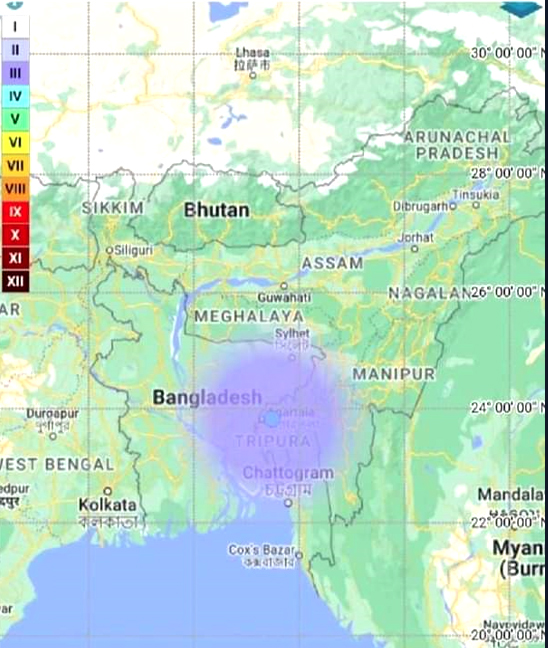 Lhasa
拉萨市
30° 00' 00" N
I
II
III
IV
V
VI
VII
VIII
IX
X
XI
XII
ARUNACHAL
PRADESH
28° 00' 00" N
Tinsukia
Dibrugarh
SIKKIM
Bhutan
Jorhat
Siliguri
ASSAM
Guwahati
NAGALAN
26° 00' 00" N
AR
MEGHALAYA
Sylhet
সিলেট
MANIPUR
Bangladesh
24° 00' 00" N
Durgapur
দুর্গাপুর
Agartala
TRIPURA
WEST BENGAL
Chattogram
চট্টগ্রাম
edpur
Kolkata
কলকাতা
Mandala
22° 00' 00" N
Cox's Bazar
কক্সবাজার
Myan
(Burr
ar
Naypyidaw
20° 00' 00" N